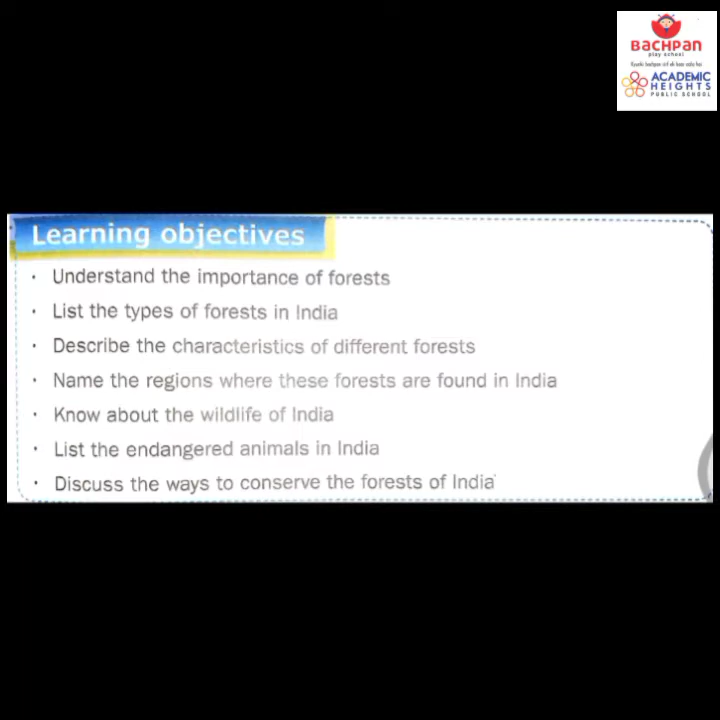 BACHPAN
play school
ACADEMIC
HEIGHTS
PUBLIC SCHOOL
Learning objectives
· Understand the importance of forests
· List the types of forests in India
· Describe the characteristics of different forests
· Name the regions where these forests are found in India
· Know about the wildlife of India
· List the endangered animals in India
· Discuss the ways to conserve the forests of India